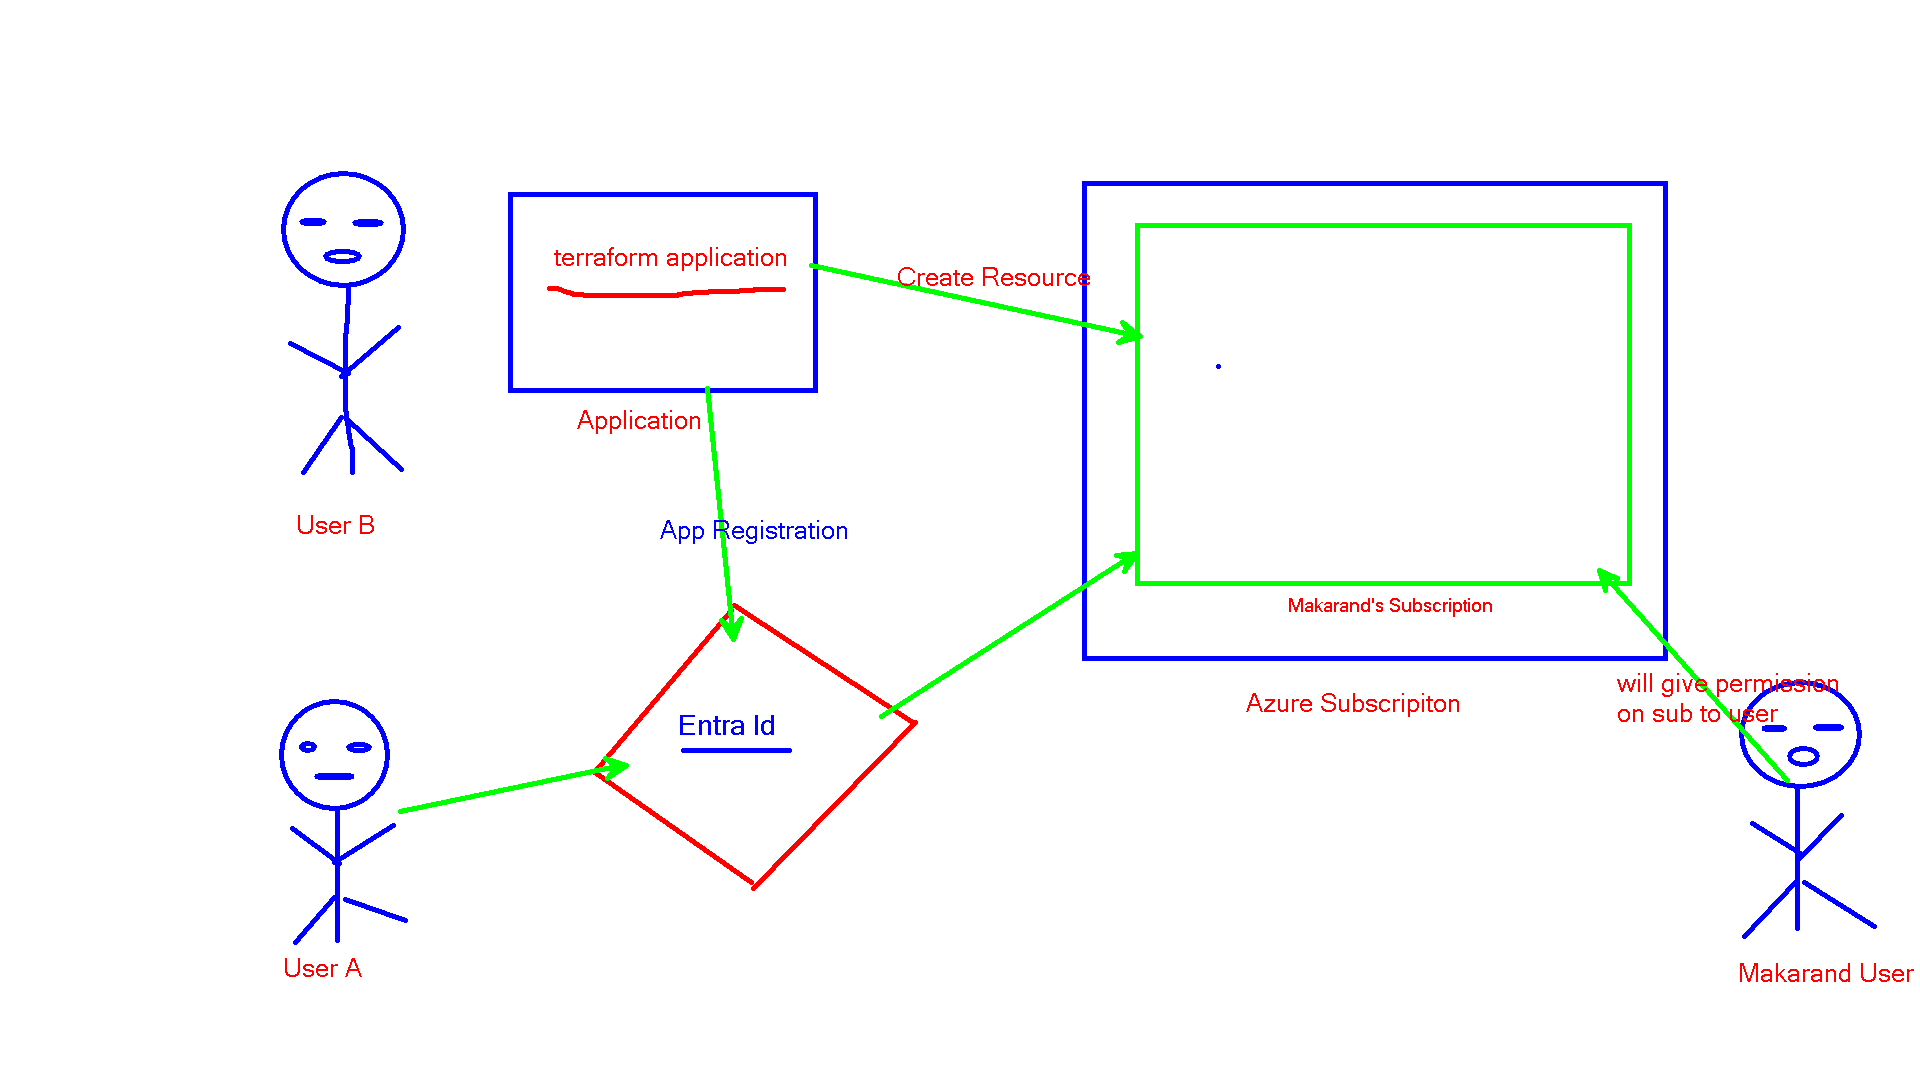 terraform application
Create Resource
Application
User B
App Registration
Makarand's Subscription
will give permission
on sub to user
Azure Subscripiton
Entra Id
User A
Makarand User